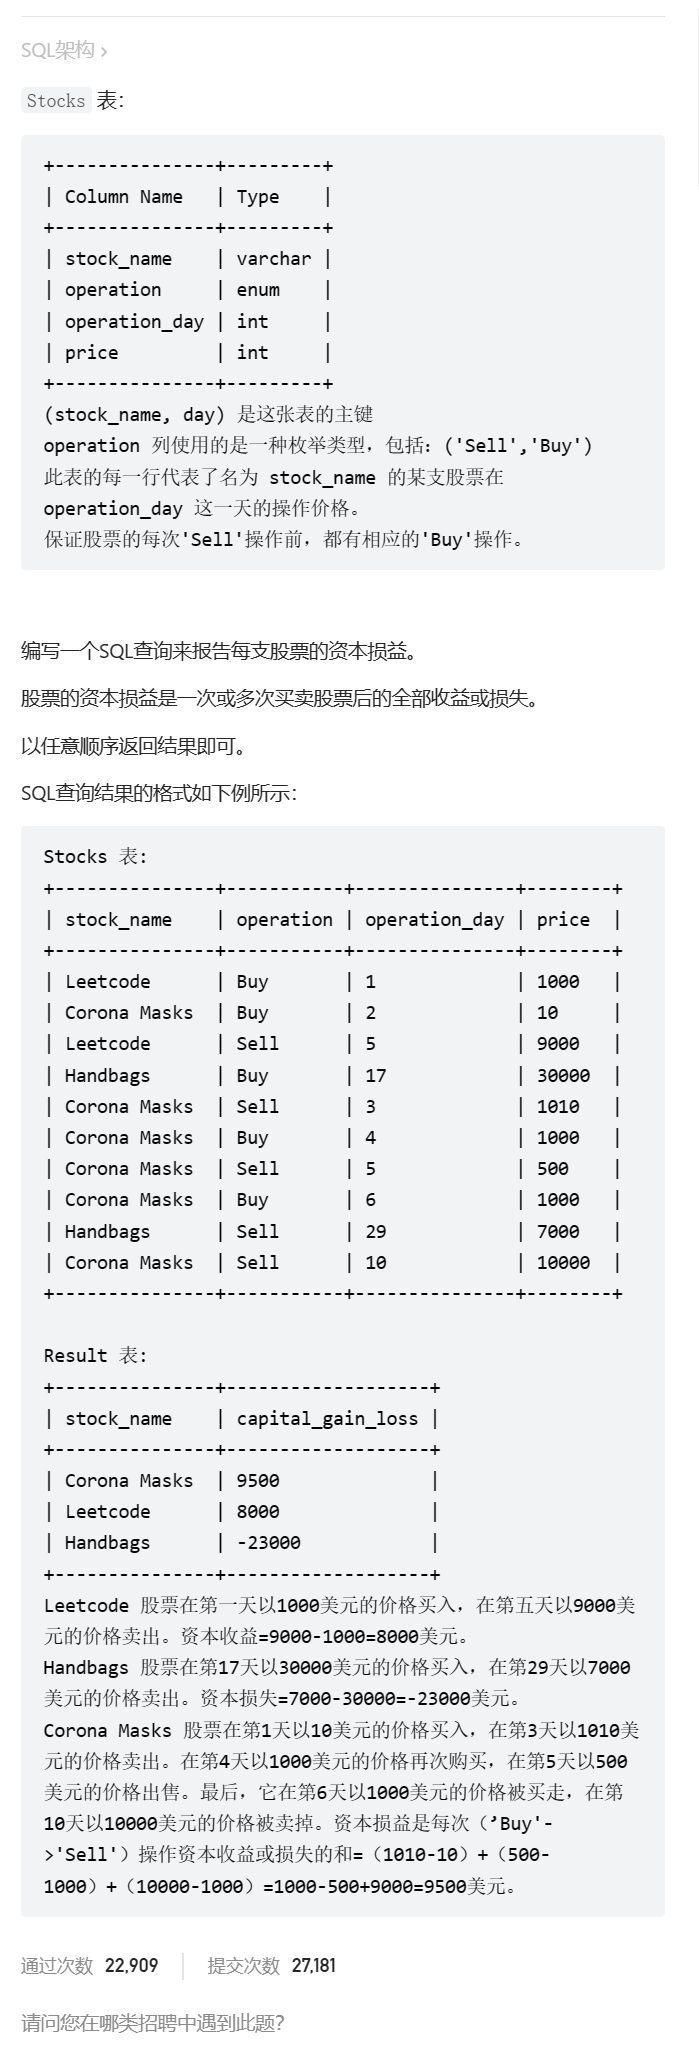 SQL架构 ›
Stocks 表：
+---------------+---------+
| Column Name   | Type    |
+---------------+---------+
| stock_name    | varchar |
| operation     | enum    |
| operation_day | int     |
| price         | int     |
+---------------+---------+
(stock_name, day) 是这张表的主键
operation 列使用的是一种枚举类型，包括：('Sell','Buy')
此表的每一行代表了名为 stock_name 的某支股票在
operation_day 这一天的操作价格。
保证股票的每次'Sell'操作前，都有相应的'Buy'操作。
编写一个SQL查询来报告每支股票的资本损益。
股票的资本损益是一次或多次买卖股票后的全部收益或损失。
以任意顺序返回结果即可。
SQL查询结果的格式如下例所示：
Stocks 表:
+---------------+-----------+---------------+--------+
| stock_name    | operation | operation_day | price  |
+---------------+-----------+---------------+--------+
| Leetcode      | Buy       | 1             | 1000   |
| Corona Masks  | Buy       | 2             | 10     |
| Leetcode      | Sell      | 5             | 9000   |
| Handbags      | Buy       | 17            | 30000  |
| Corona Masks  | Sell      | 3             | 1010   |
| Corona Masks  | Buy       | 4             | 1000   |
| Corona Masks  | Sell      | 5             | 500    |
| Corona Masks  | Buy       | 6             | 1000   |
| Handbags      | Sell      | 29            | 7000   |
| Corona Masks  | Sell      | 10            | 10000  |
+---------------+-----------+---------------+--------+
Result 表:
+---------------+-------------------+
| stock_name    | capital_gain_loss |
+---------------+-------------------+
| Corona Masks  | 9500              |
| Leetcode      | 8000              |
| Handbags      | -23000            |
+---------------+-------------------+
Leetcode 股票在第一天以1000美元的价格买入，在第五天以9000美
元的价格卖出。资本收益=9000-1000=8000美元。
Handbags 股票在第17天以30000美元的价格买入，在第29天以7000
美元的价格卖出。资本损失=7000-30000=-23000美元。
Corona Masks 股票在第1天以10美元的价格买入，在第3天以1010美
元的价格卖出。在第4天以1000美元的价格再次购买，在第5天以500
美元的价格出售。最后，它在第6天以1000美元的价格被买走，在第
10天以10000美元的价格被卖掉。资本损益是每次（’Buy'-
>'Sell'）操作资本收益或损失的和=（1010-10）+（500-
1000）+（10000-1000）=1000-500+9000=9500美元。
通过次数 22,909 提交次数 27,181
请问您在哪类招聘中遇到此题？